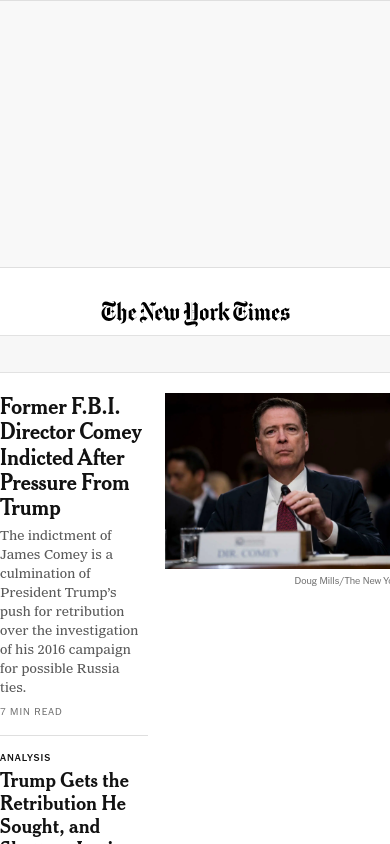 The New York Times
Former F.B.I.
Director Comey
Indicted After
Pressure From
Trump
The indictment of
James Comey is a
culmination of
President Trump's
push for retribution
over the investigation
of his 2016 campaign
for possible Russia
ties.
7 MIN READ
DIR. COMEY
Doug Mills/The New Yo
ANALYSIS
Trump Gets the
Retribution He
Sought, and